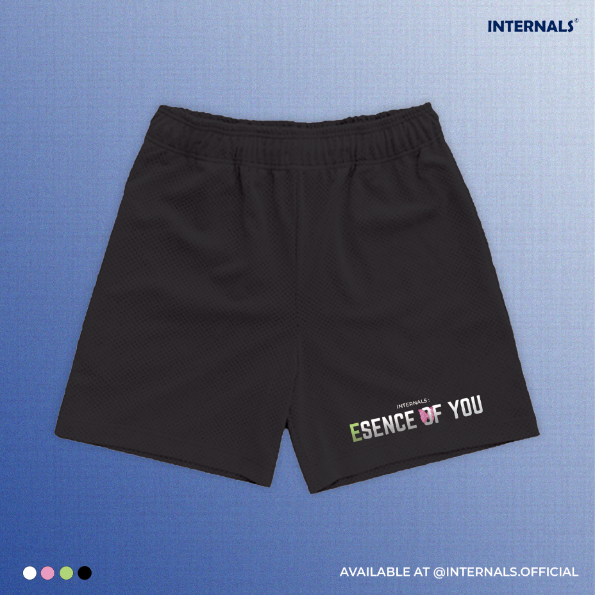 INTERNALS®
INTERNALS :
ESENCE OF YOU
AVAILABLE AT @INTERNALS.OFFICIAL